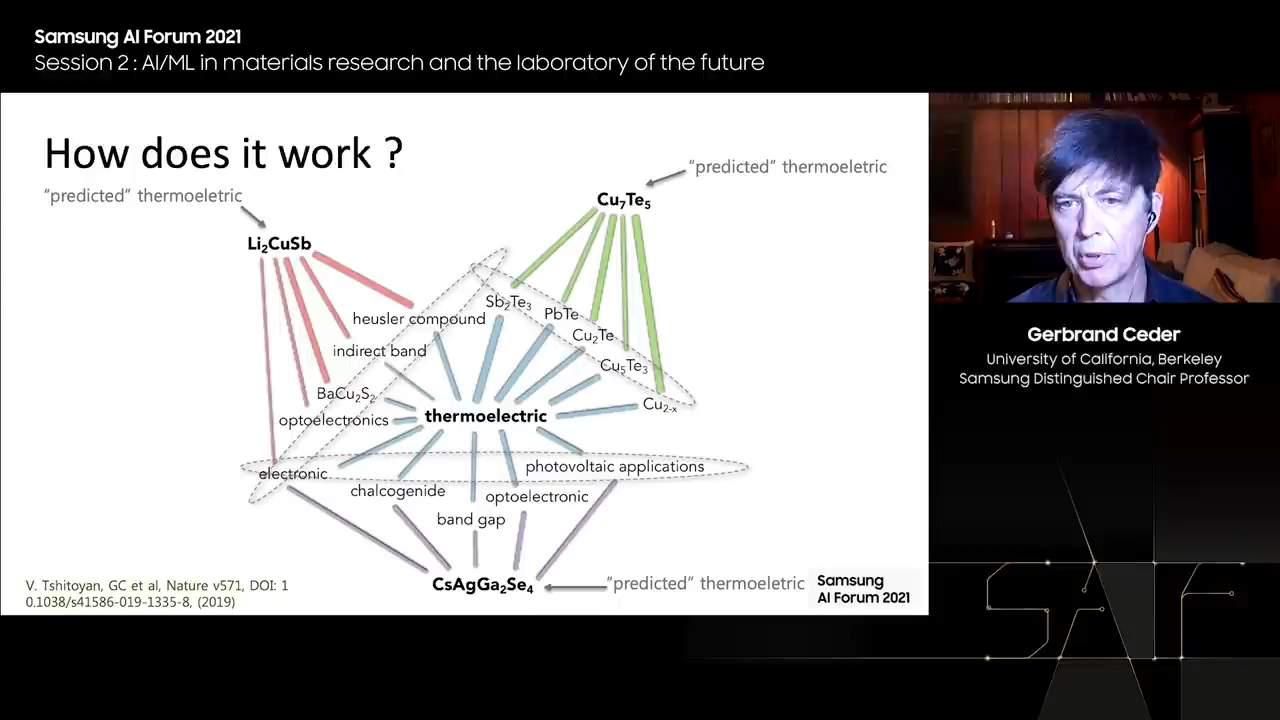 Samsung AI Forum 2021
Session 2 : AI/ML in materials research and the laboratory of the future
How does it work ?
"predicted" thermoeletric
"predicted" thermoeletric
Cu7Te5
Li2CuSb
Sb2Te3
PbTe
heusler compound
Cu2Te
indirect band
Cu5Te3
BaCu2S2
Cu2-x
thermoelectric
optoelectronics
photovoltaic applications
electronic
chalcogenide
optoelectronic
band gap
CsAgGa2Se4
"predicted" thermoeletric
V. Tshitoyan, GC et al, Nature v571, DOI: 1
0.1038/s41586-019-1335-8, (2019)
Samsung
AI Forum 2021
Gerbrand Ceder
University of California, Berkeley
Samsung Distinguished Chair Professor